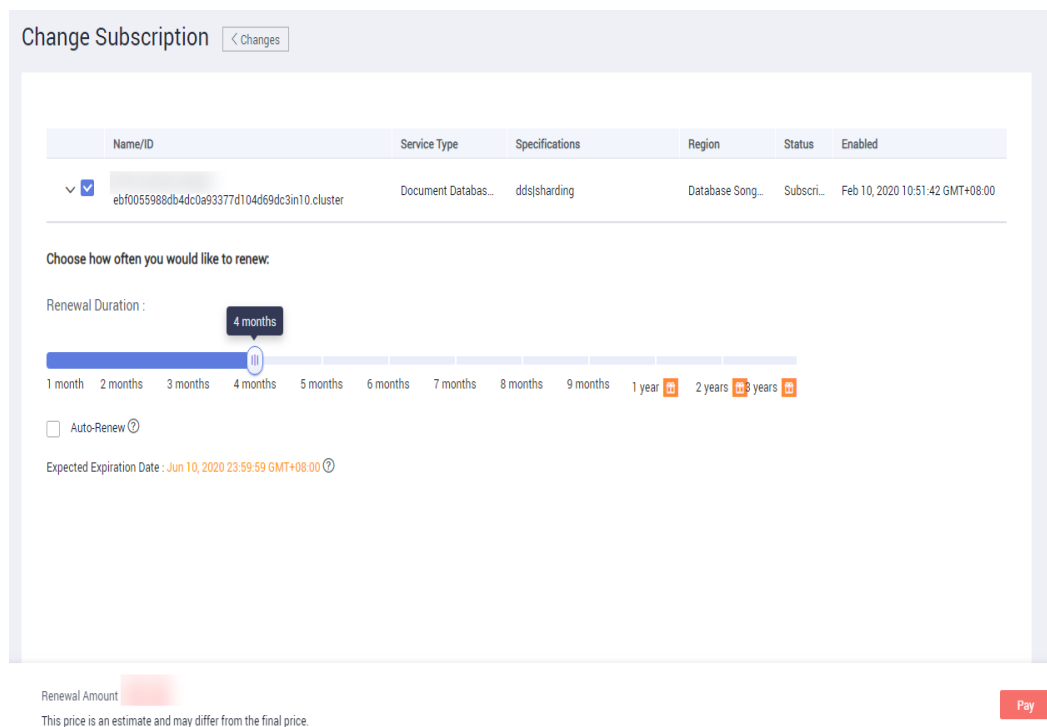 Change Subscription < Changes
Name/ID Service Type Specifications Region Status Enabled
ebf0055988db4dc0a93377d104d69dc3in10.cluster Document Databas... dds|sharding Database Song... Subscri... Feb 10, 2020 10:51:42 GMT+08:00
Choose how often you would like to renew:
Renewal Duration :
4 months
1 month 2 months 3 months 4 months 5 months 6 months 7 months 8 months 9 months 1 year 2 years 3 years
Auto-Renew ?
Expected Expiration Date : Jun 10, 2020 23:59:59 GMT+08:00 ?
Renewal Amount
Pay
This price is an estimate and may differ from the final price.